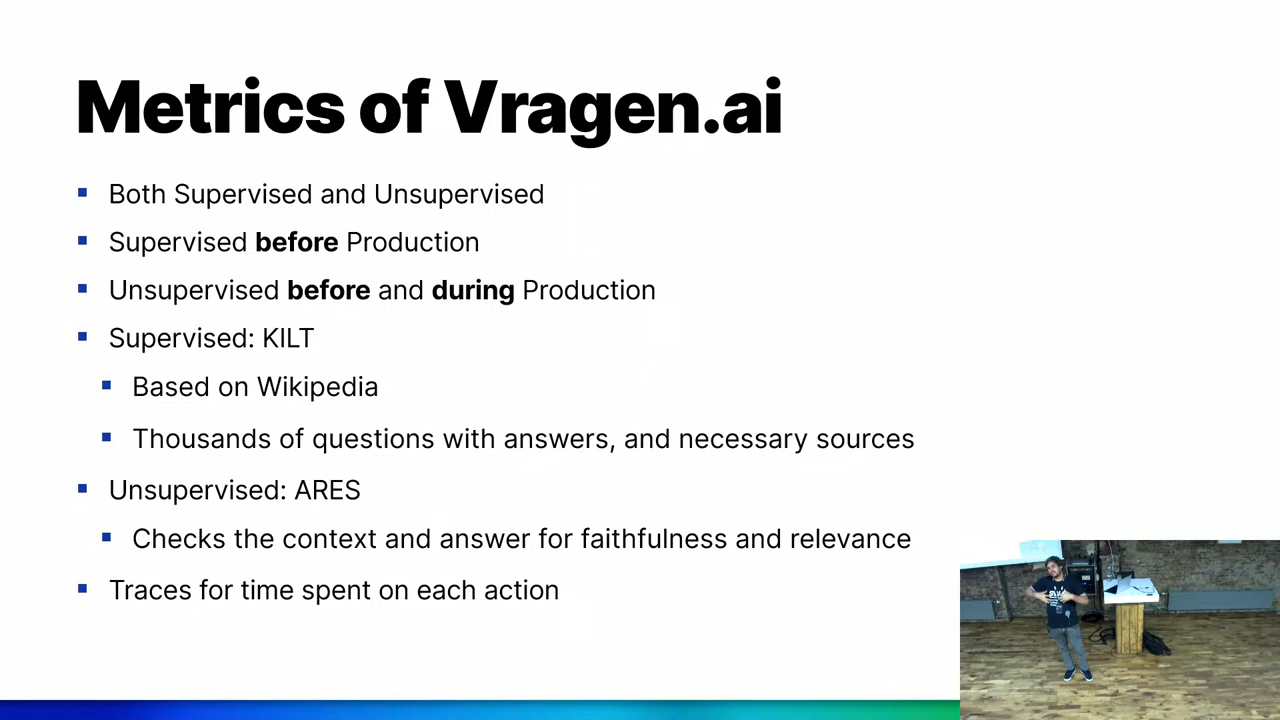 Metrics of Vragen.ai
Both Supervised and Unsupervised
Supervised before Production
Unsupervised before and during Production
Supervised: KILT
Based on Wikipedia
Thousands of questions with answers, and necessary sources
Unsupervised: ARES
Checks the context and answer for faithfulness and relevance
Traces for time spent on each action